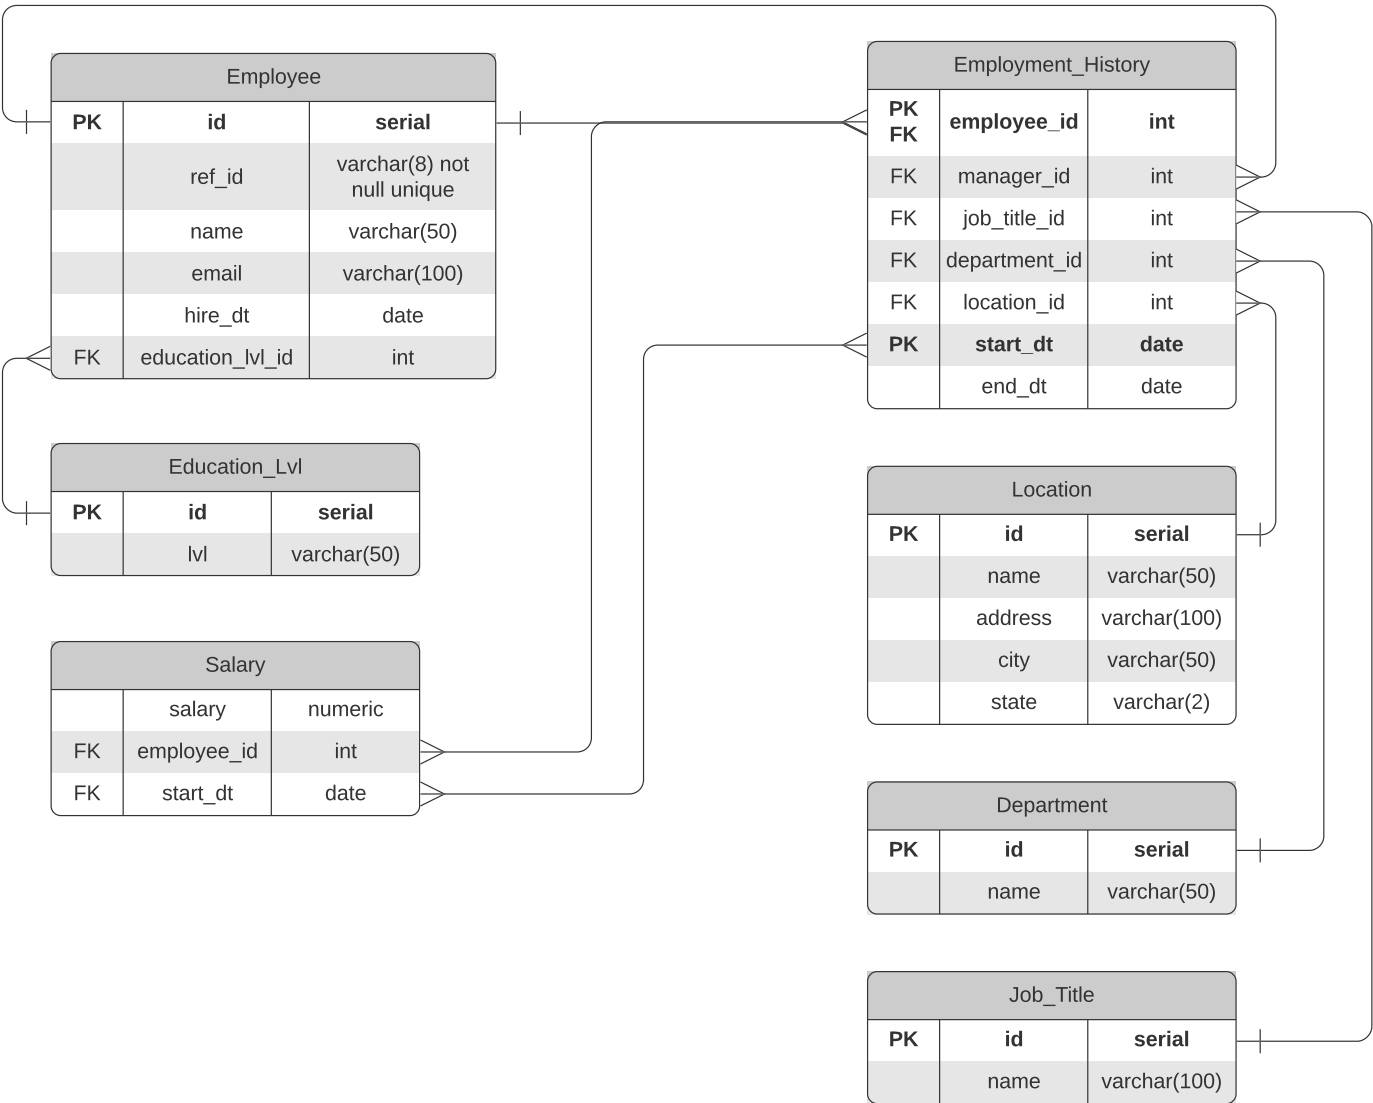 Employee
PK id serial
ref_id varchar(8) not
null unique
name varchar(50)
email varchar(100)
hire_dt date
FK education_lvl_id int
Education_Lvl
PK id serial
lvl varchar(50)
Salary
salary numeric
FK employee_id int
FK start_dt date
Employment_History
PK
FK employee_id int
FK manager_id int
FK job_title_id int
FK department_id int
FK location_id int
PK start_dt date
end_dt date
Location
PK id serial
name varchar(50)
address varchar(100)
city varchar(50)
state varchar(2)
Department
PK id serial
name varchar(50)
Job_Title
PK id serial
name varchar(100)